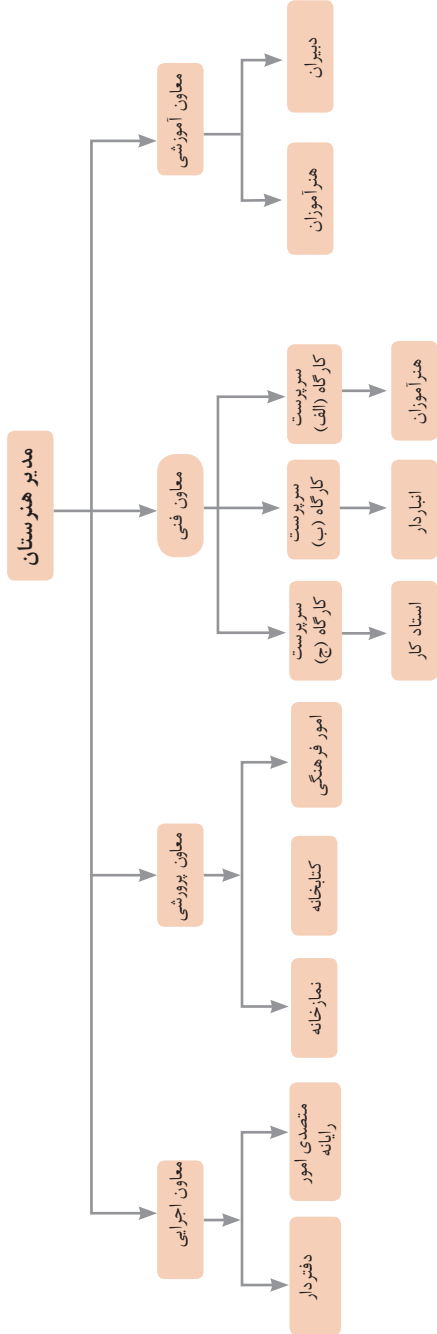 مدیر هنرستان
معاون آموزشی
معاون فنی
معاون پرورشی
معاون اجرایی
دبیران
هنرآموزان
سرپرست
کارگاه (الف)
سرپرست
کارگاه (ب)
سرپرست
کارگاه (ج)
امور فرهنگی
کتابخانه
نمازخانه
متصدی امور
رایانه
دفتردار
هنرآموزان
انباردار
استاد کار